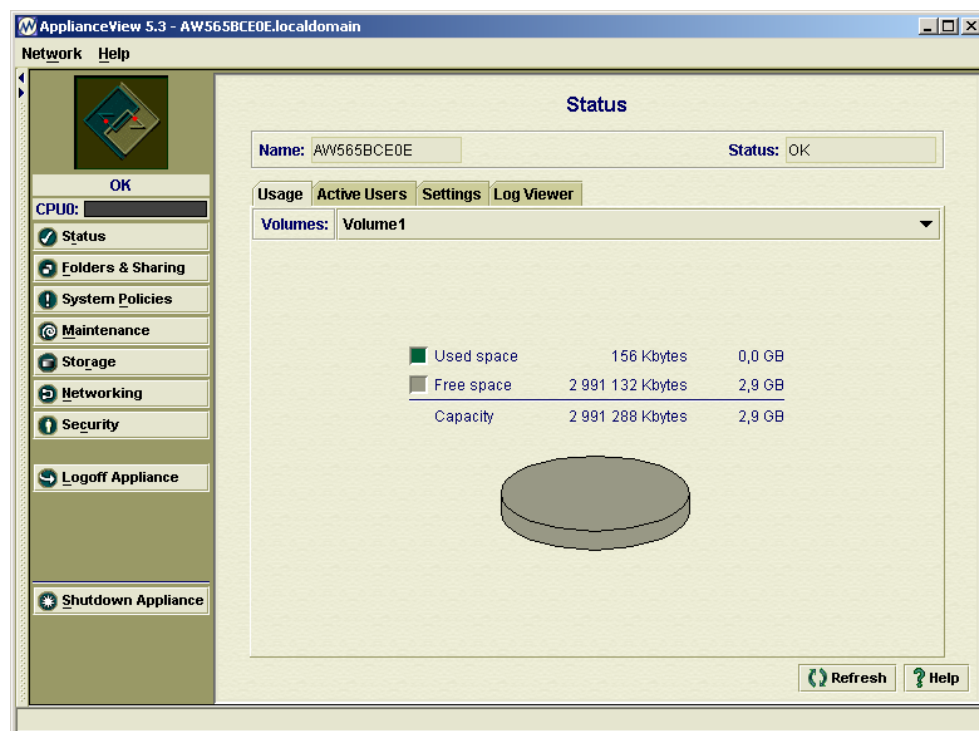 ApplianceView 5.3 - AW565BCE0E.localdomain
Network Help
Status
Name: AW565BCE0E Status: OK
OK
CPU0:
Status
Folders & Sharing
System Policies
Maintenance
Storage
Networking
Security
Logoff Appliance
Shutdown Appliance
Usage Active Users Settings Log Viewer
Volumes: Volume1
Used space 156 Kbytes 0,0 GB
Free space 2 991 132 Kbytes 2,9 GB
Capacity 2 991 288 Kbytes 2,9 GB
Refresh ? Help